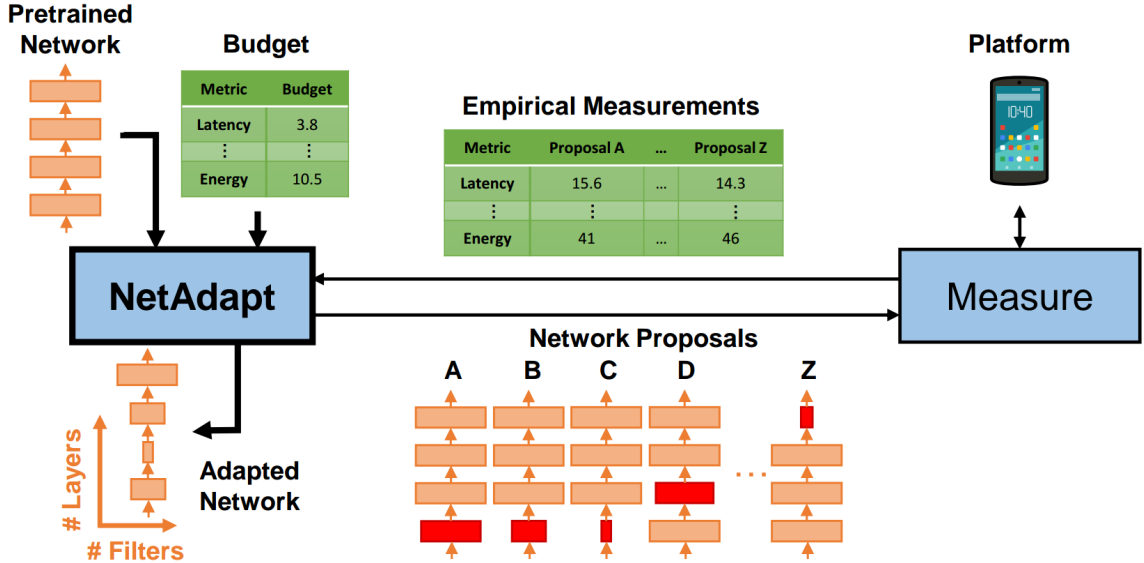 Pretrained
Network
Budget
Metric Budget
Latency 3.8
⋮ ⋮
Energy 10.5
Empirical Measurements
Metric Proposal A ... Proposal Z
Latency 15.6 ... 14.3
⋮ ⋮ ⋮
Energy 41 ... 46
Platform
10:40
NetAdapt
Measure
Network Proposals
A B C D Z
. . .
Adapted
Network
# Layers
# Filters